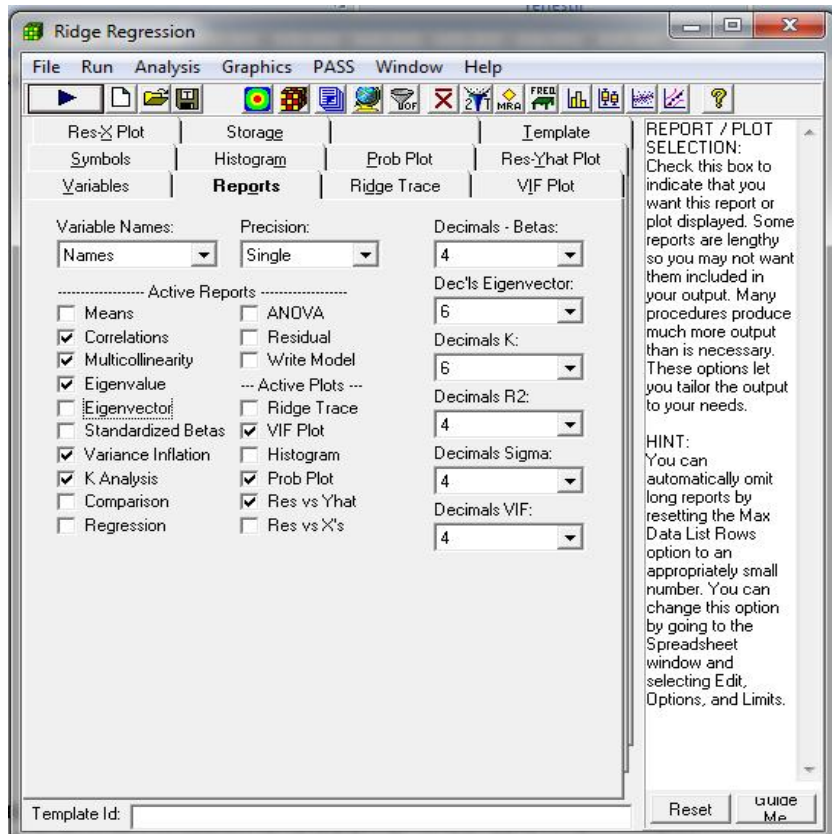 Ridge Regression
File Run Analysis Graphics PASS Window Help
UOF 2 T MRA FREQ ?
Res-X Plot Storage Template
Symbols Histogram Prob Plot Res-Yhat Plot
Variables Reports Ridge Trace VIF Plot
Variable Names: Precision: Decimals - Betas:
Names Single 4
----------------- Active Reports -----------------
Dec'ls Eigenvector:
Means ANOVA 6
Correlations Residual Decimals K:
Multicollinearity Write Model 6
Eigenvalue --- Active Plots ---
Eigenvector Ridge Trace Decimals R2:
Standardized Betas VIF Plot 4
Variance Inflation Histogram Decimals Sigma:
K Analysis Prob Plot 4
Comparison Res vs Yhat Decimals VIF:
Regression Res vs X's 4
REPORT / PLOT
SELECTION:
Check this box to
indicate that you
want this report or
plot displayed. Some
reports are lengthy
so you may not want
them included in
your output. Many
procedures produce
much more output
than is necessary.
These options let
you tailor the output
to your needs.
HINT:
You can
automatically omit
long reports by
resetting the Max
Data List Rows
option to an
appropriately small
number. You can
change this option
by going to the
Spreadsheet
window and
selecting Edit,
Options, and Limits.
Template Id:
Reset Guide
Me